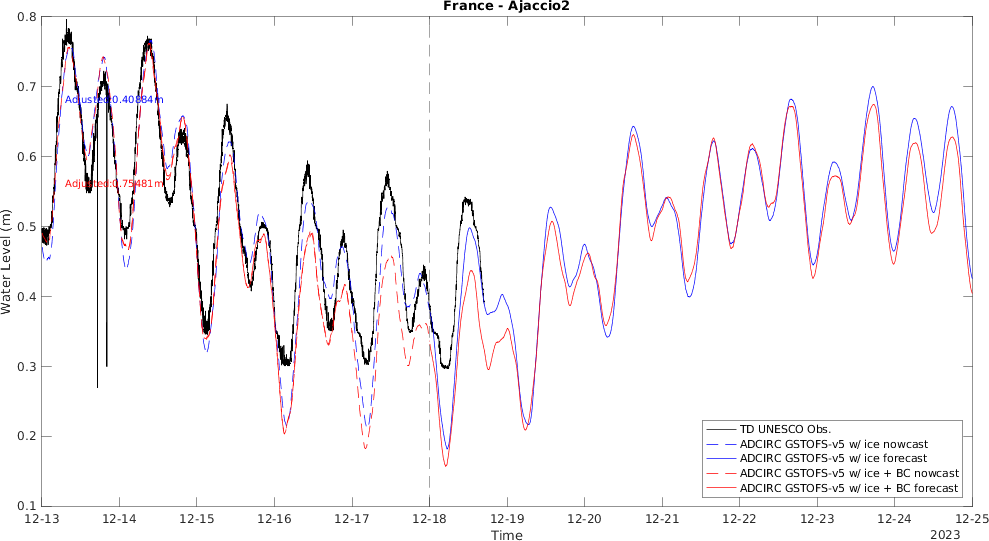 France - Ajaccio2
0.8
0.7
0.6
0.5
0.4
0.3
0.2
0.1
Water Level (m)
Adjusted:0.40884m
Adjusted:0.75481m
TD UNESCO Obs.
ADCIRC GSTOFS-v5 w/ ice nowcast
ADCIRC GSTOFS-v5 w/ ice forecast
ADCIRC GSTOFS-v5 w/ ice + BC nowcast
ADCIRC GSTOFS-v5 w/ ice + BC forecast
12-13 12-14 12-15 12-16 12-17 12-18 12-19 12-20 12-21 12-22 12-23 12-24 12-25
Time
2023